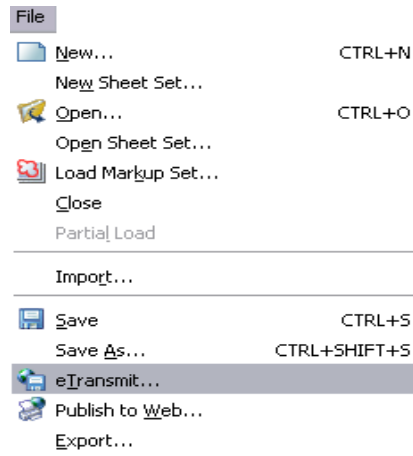 File
New... CTRL+N
New Sheet Set...
Open... CTRL+O
Open Sheet Set...
Load Markup Set...
Close
Partial Load
Import...
Save CTRL+S
Save As... CTRL+SHIFT+S
eTransmit...
Publish to Web...
Export...